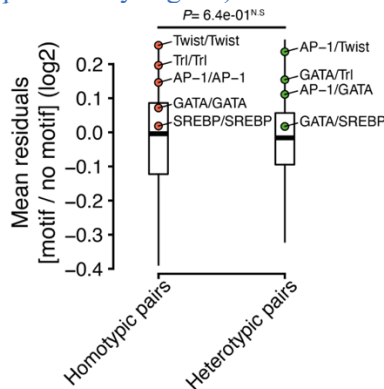 P= 6.4e-01N.S
Twist/Twist
Trl/Trl
AP-1/AP-1
GATA/GATA
SREBP/SREBP
AP-1/Twist
GATA/Trl
AP-1/GATA
GATA/SREBP
0.2
0.1
0.0
−0.1
−0.2
−0.3
−0.4
Mean residuals
[motif / no motif] (log2)
Homotypic pairs
Heterotypic pairs